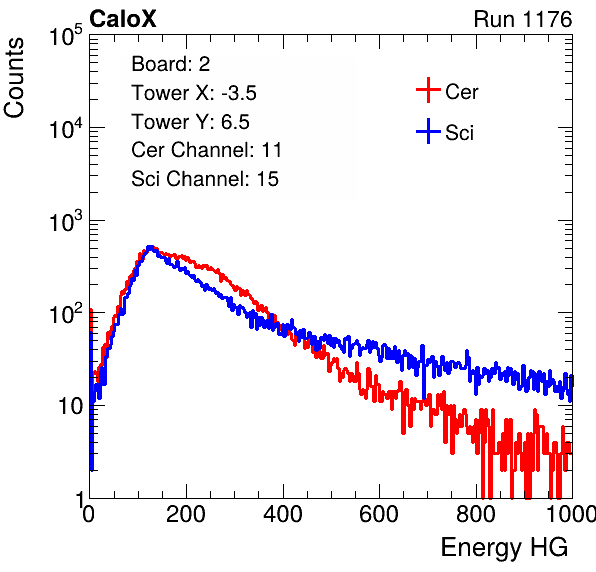 CaloX Run 1176
Counts
Board: 2
Tower X: -3.5
Tower Y: 6.5
Cer Channel: 11
Sci Channel: 15
Cer
Sci
10^5
10^4
10^3
10^2
10
1
0 200 400 600 800 1000
Energy HG